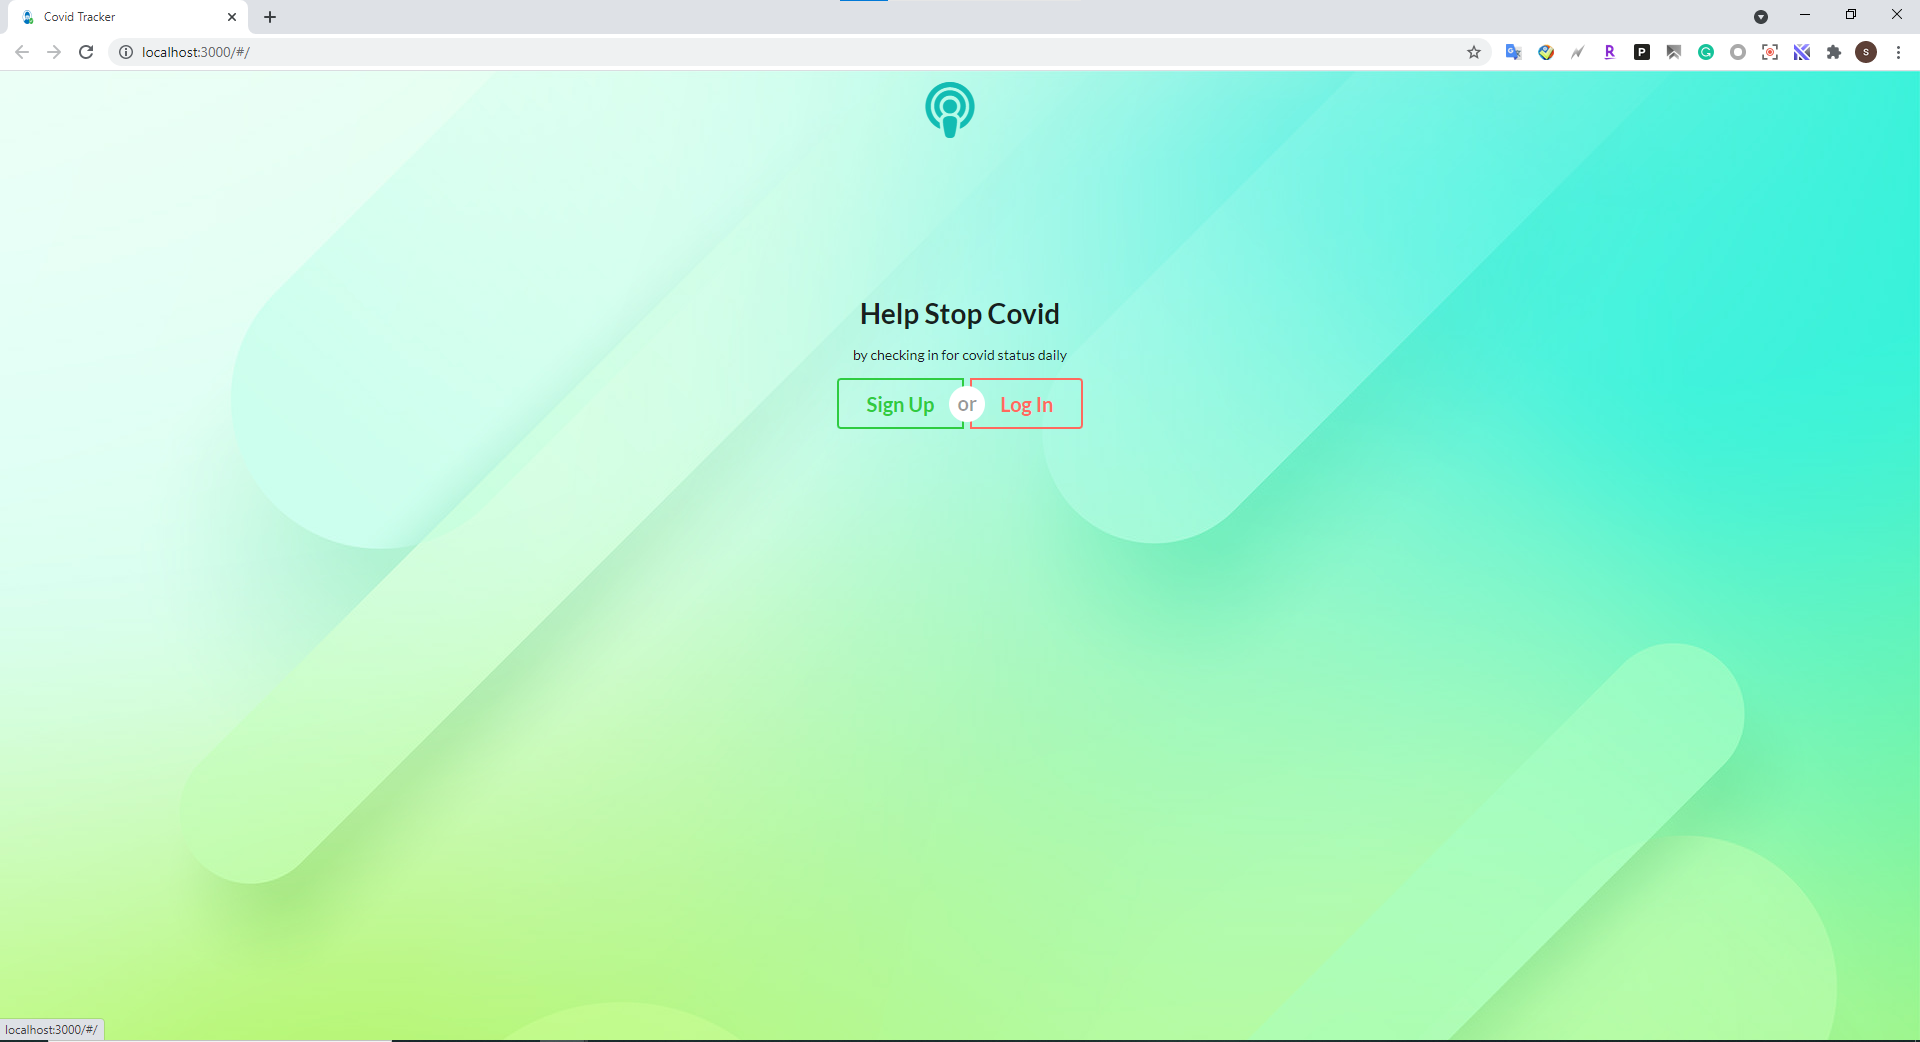 Covid Tracker
localhost:3000/#/
R
P
G
s
Help Stop Covid
by checking in for covid status daily
Sign Up or Log In
localhost:3000/#/